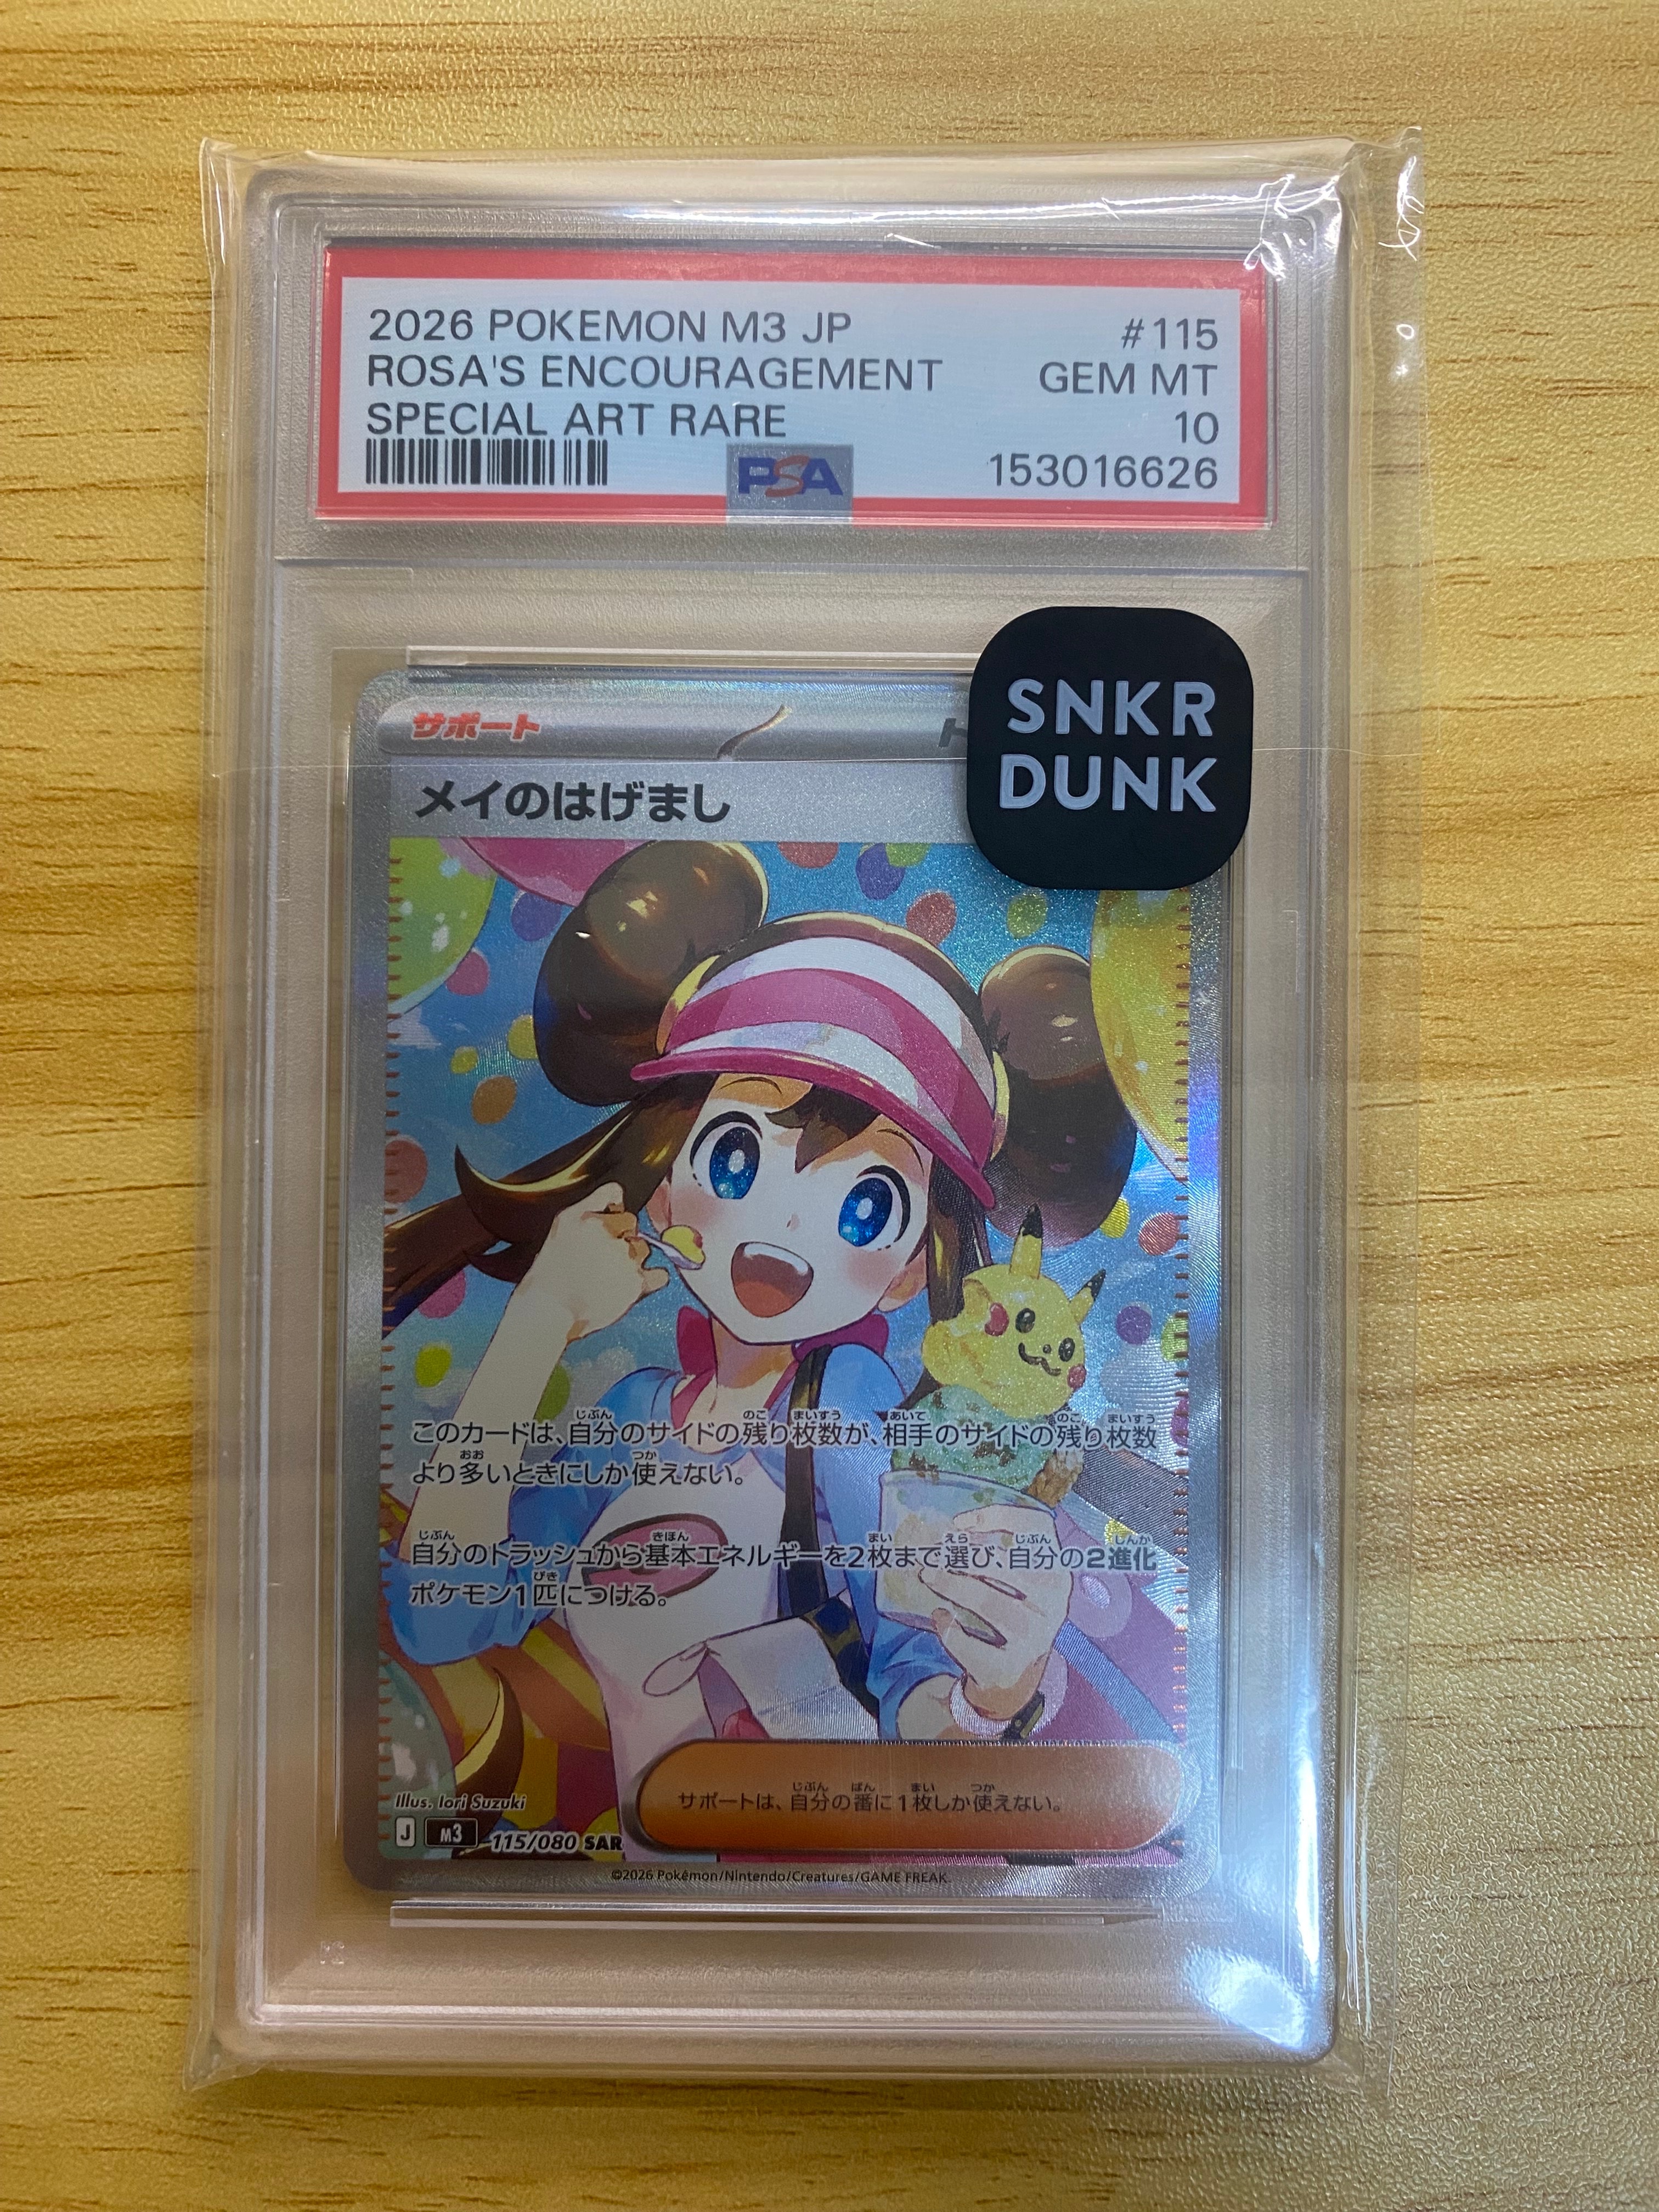 2026 POKEMON M3 JP #115
ROSA'S ENCOURAGEMENT GEM MT
SPECIAL ART RARE 10
PSA 153016626
サポート
SNKR
DUNK
メイのはげまし
このカードは、自分のサイドの残り枚数が、相手のサイドの残り枚数
より多いときにしか使えない。
自分のトラッシュから基本エネルギーを2枚まで選び、自分の2進化
ポケモン1匹につける。
サポートは、自分の番に1枚しか使えない。
Illus. Iori Suzuki
J M3 115/080 SAR
©2026 Pokémon/Nintendo/Creatures/GAME FREAK.